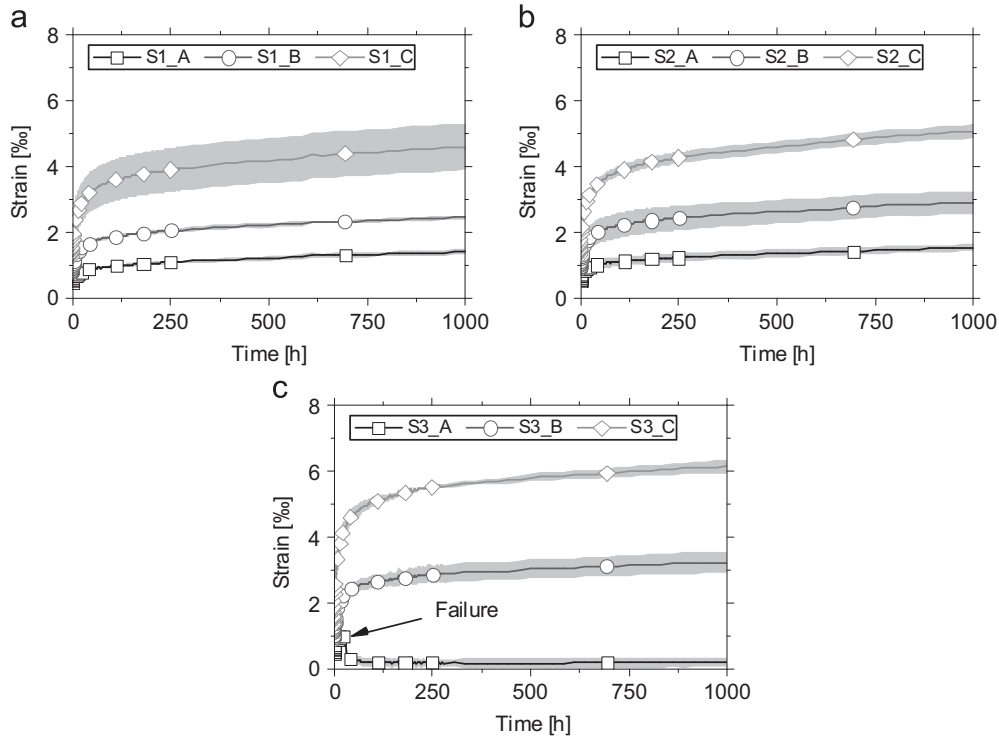 a
8
6
4
2
0
Strain [‰]
S1_A S1_B S1_C
0 250 500 750 1000
Time [h]
b
8
6
4
2
0
Strain [‰]
S2_A S2_B S2_C
0 250 500 750 1000
Time [h]
c
8
6
4
2
0
Strain [‰]
S3_A S3_B S3_C
Failure
0 250 500 750 1000
Time [h]